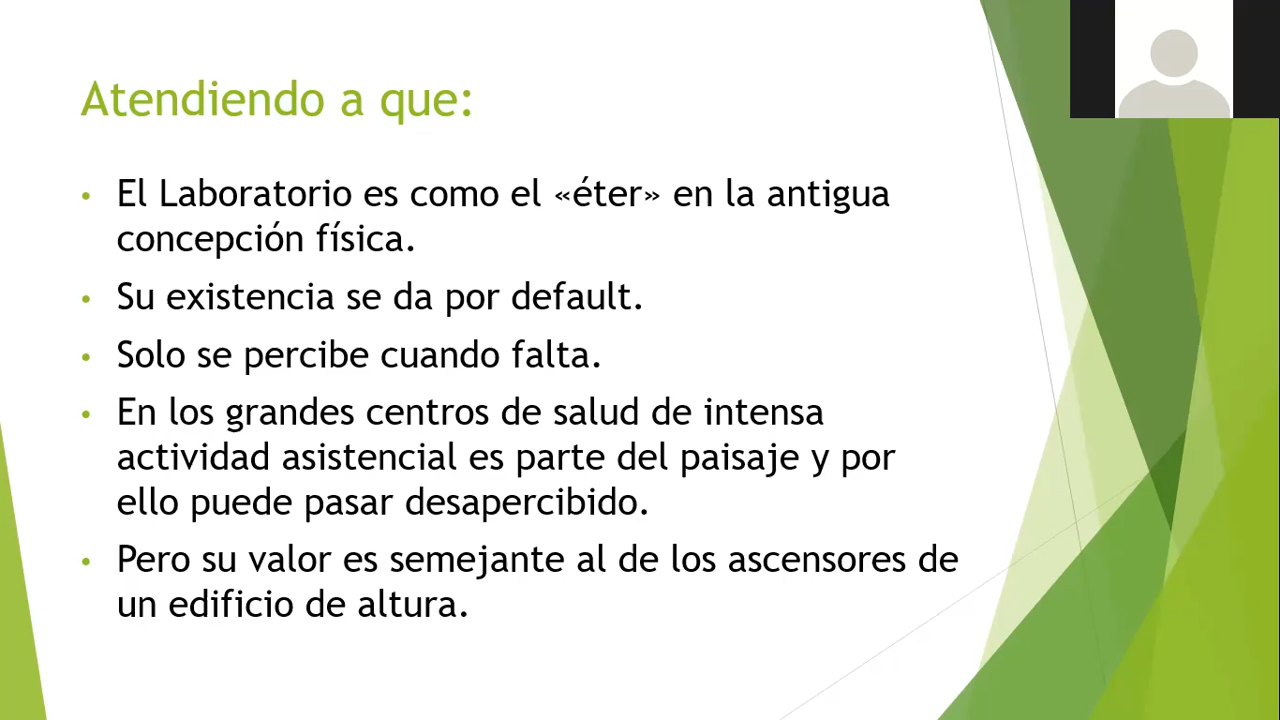 Atendiendo a que:
• El Laboratorio es como el «éter» en la antigua
concepción física.
• Su existencia se da por default.
• Solo se percibe cuando falta.
• En los grandes centros de salud de intensa
actividad asistencial es parte del paisaje y por
ello puede pasar desapercibido.
• Pero su valor es semejante al de los ascensores de
un edificio de altura.